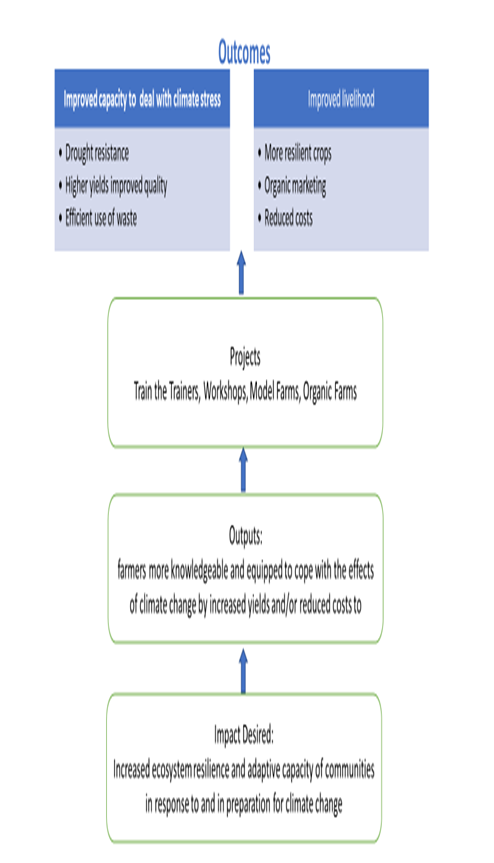 Outcomes
Improved capacity to deal with climate stress
• Drought resistance
• Higher yields improved quality
• Efficient use of waste
Improved livelihood
• More resilient crops
• Organic marketing
• Reduced costs
Projects
Train the Trainers, Workshops, Model Farms, Organic Farms
Outputs:
farmers more knowledgeable and equipped to cope with the effects
of climate change by increased yields and/or reduced costs to
Impact Desired:
Increased ecosystem resilience and adaptive capacity of communities
in response to and in preparation for climate change